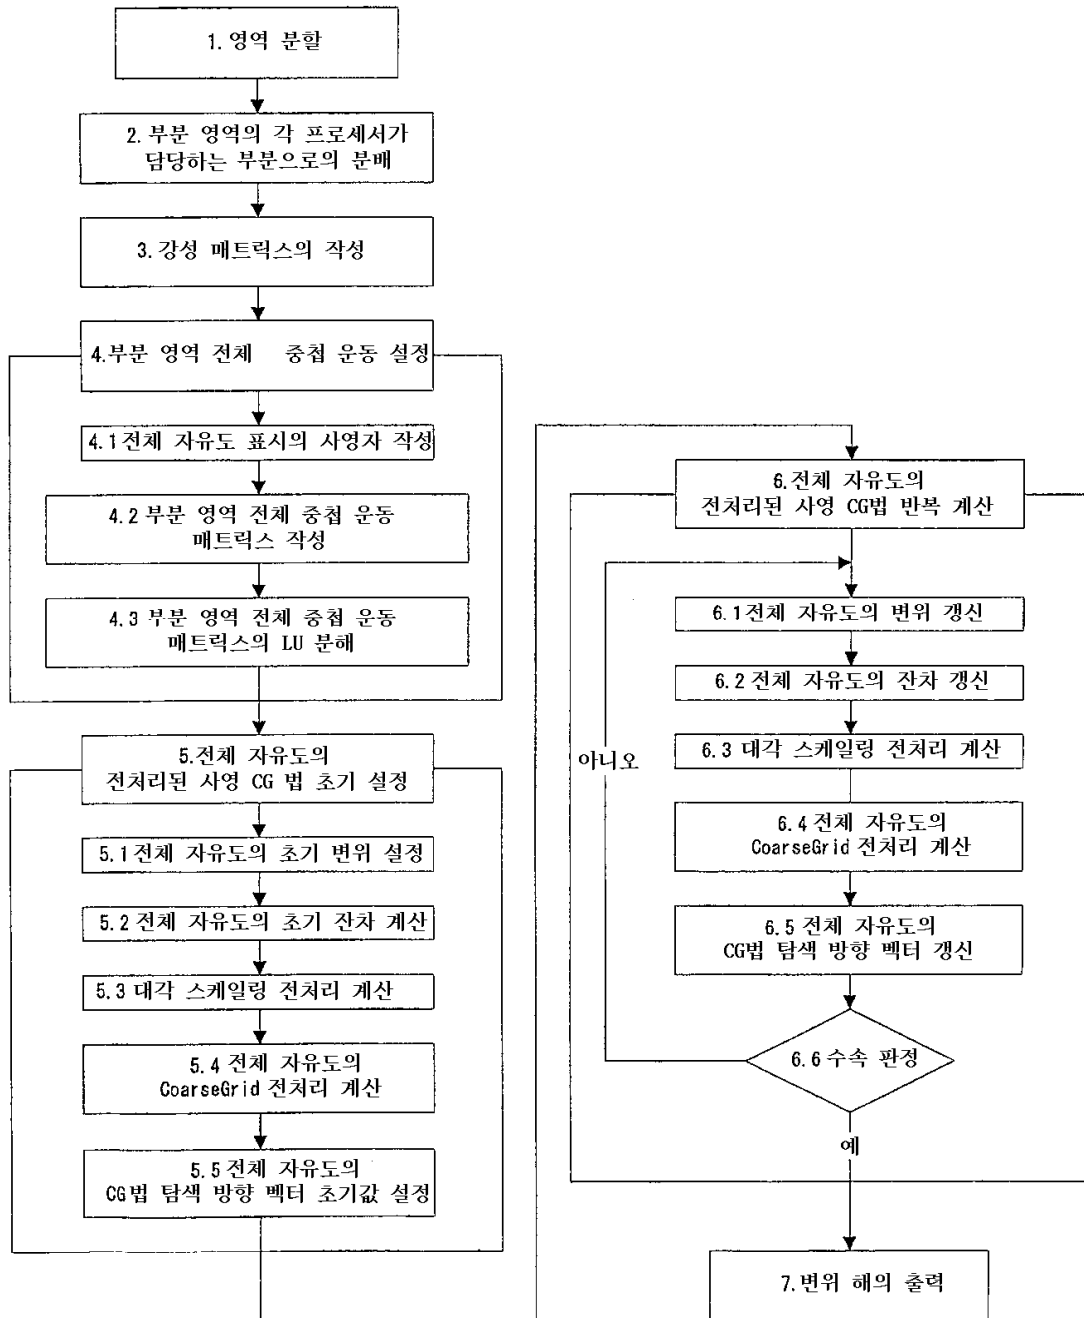 1. 영역 분할
2. 부분 영역의 각 프로세서가
담당하는 부분으로의 분배
3. 강성 매트릭스의 작성
4.부분 영역 전체 중첩 운동 설정
4.1 전체 자유도 표시의 사영자 작성
4.2 부분 영역 전체 중첩 운동
매트릭스 작성
4.3 부분 영역 전체 중첩 운동
매트릭스의 LU 분해
5.전체 자유도의
전처리된 사영 CG 법 초기 설정
5.1 전체 자유도의 초기 변위 설정
5.2 전체 자유도의 초기 잔차 계산
5.3 대각 스케일링 전처리 계산
5.4 전체 자유도의
CoarseGrid 전처리 계산
5.5 전체 자유도의
CG법 탐색 방향 벡터 초기값 설정
6.전체 자유도의
전처리된 사영 CG법 반복 계산
6.1 전체 자유도의 변위 갱신
6.2 전체 자유도의 잔차 갱신
6.3 대각 스케일링 전처리 계산
아니오
6.4 전체 자유도의
CoarseGrid 전처리 계산
6.5 전체 자유도의
CG법 탐색 방향 벡터 갱신
6.6 수속 판정
예
7.변위 해의 출력